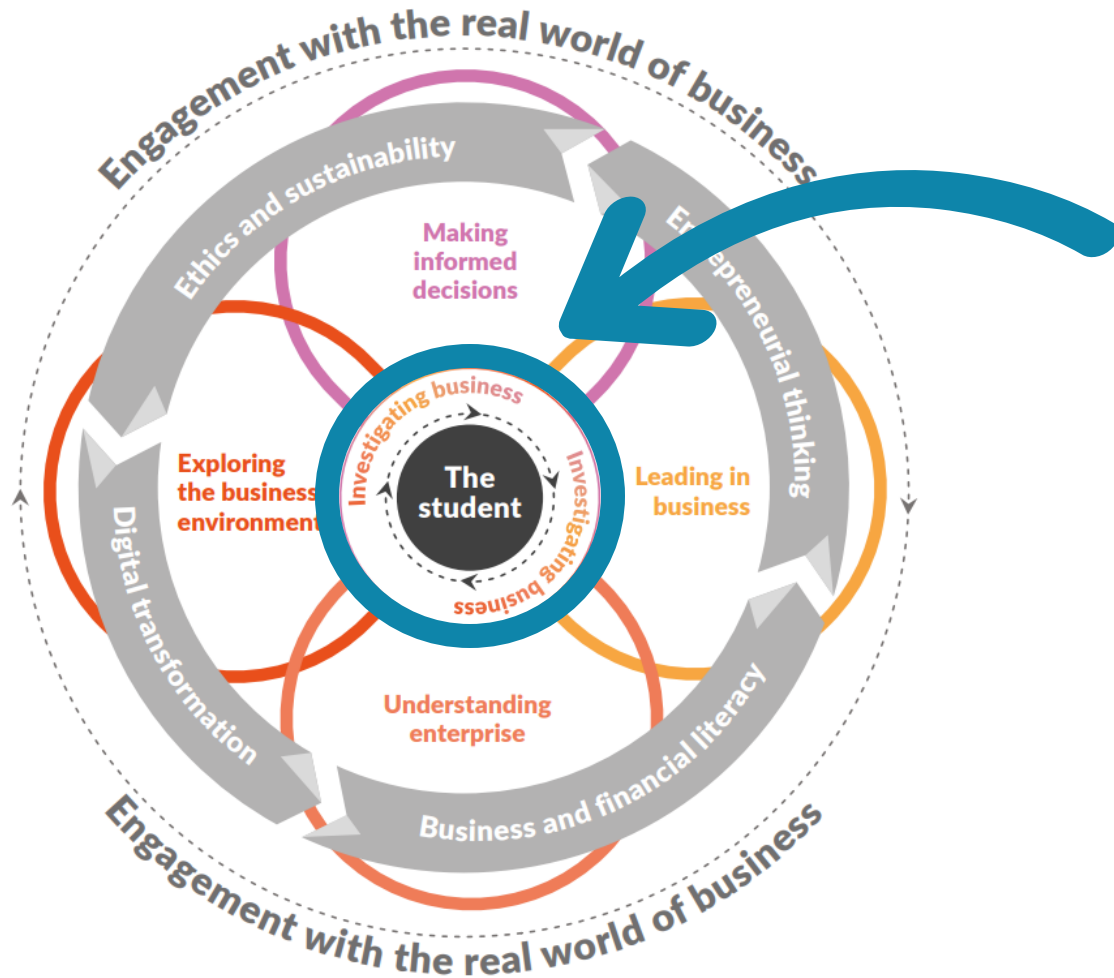 Engagement with the real world of business
Ethics and sustainability
Entrepreneurial thinking
Making
informed
decisions
Investigating business
Exploring
the business
environment
The
student
Investigating business
Leading in
business
Digital transformation
Understanding
enterprise
Business and financial literacy
Engagement with the real world of business